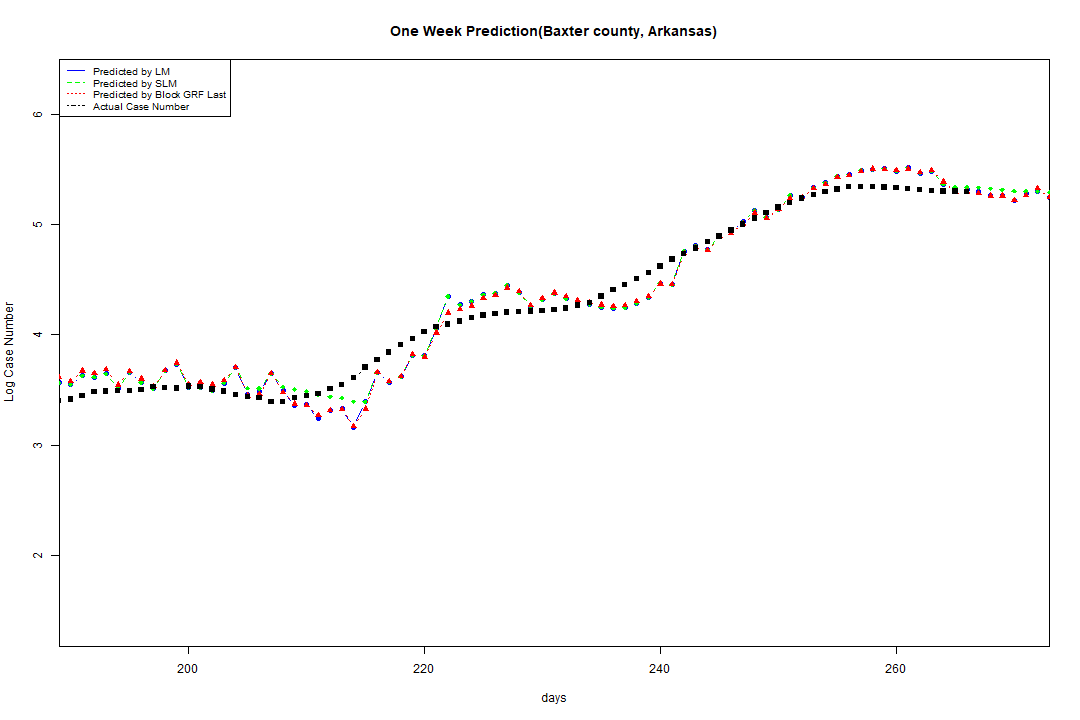 One Week Prediction(Baxter county, Arkansas)
Predicted by LM
Predicted by SLM
Predicted by Block GRF Last
Actual Case Number
6
5
4
3
2
Log Case Number
200 220 240 260
days